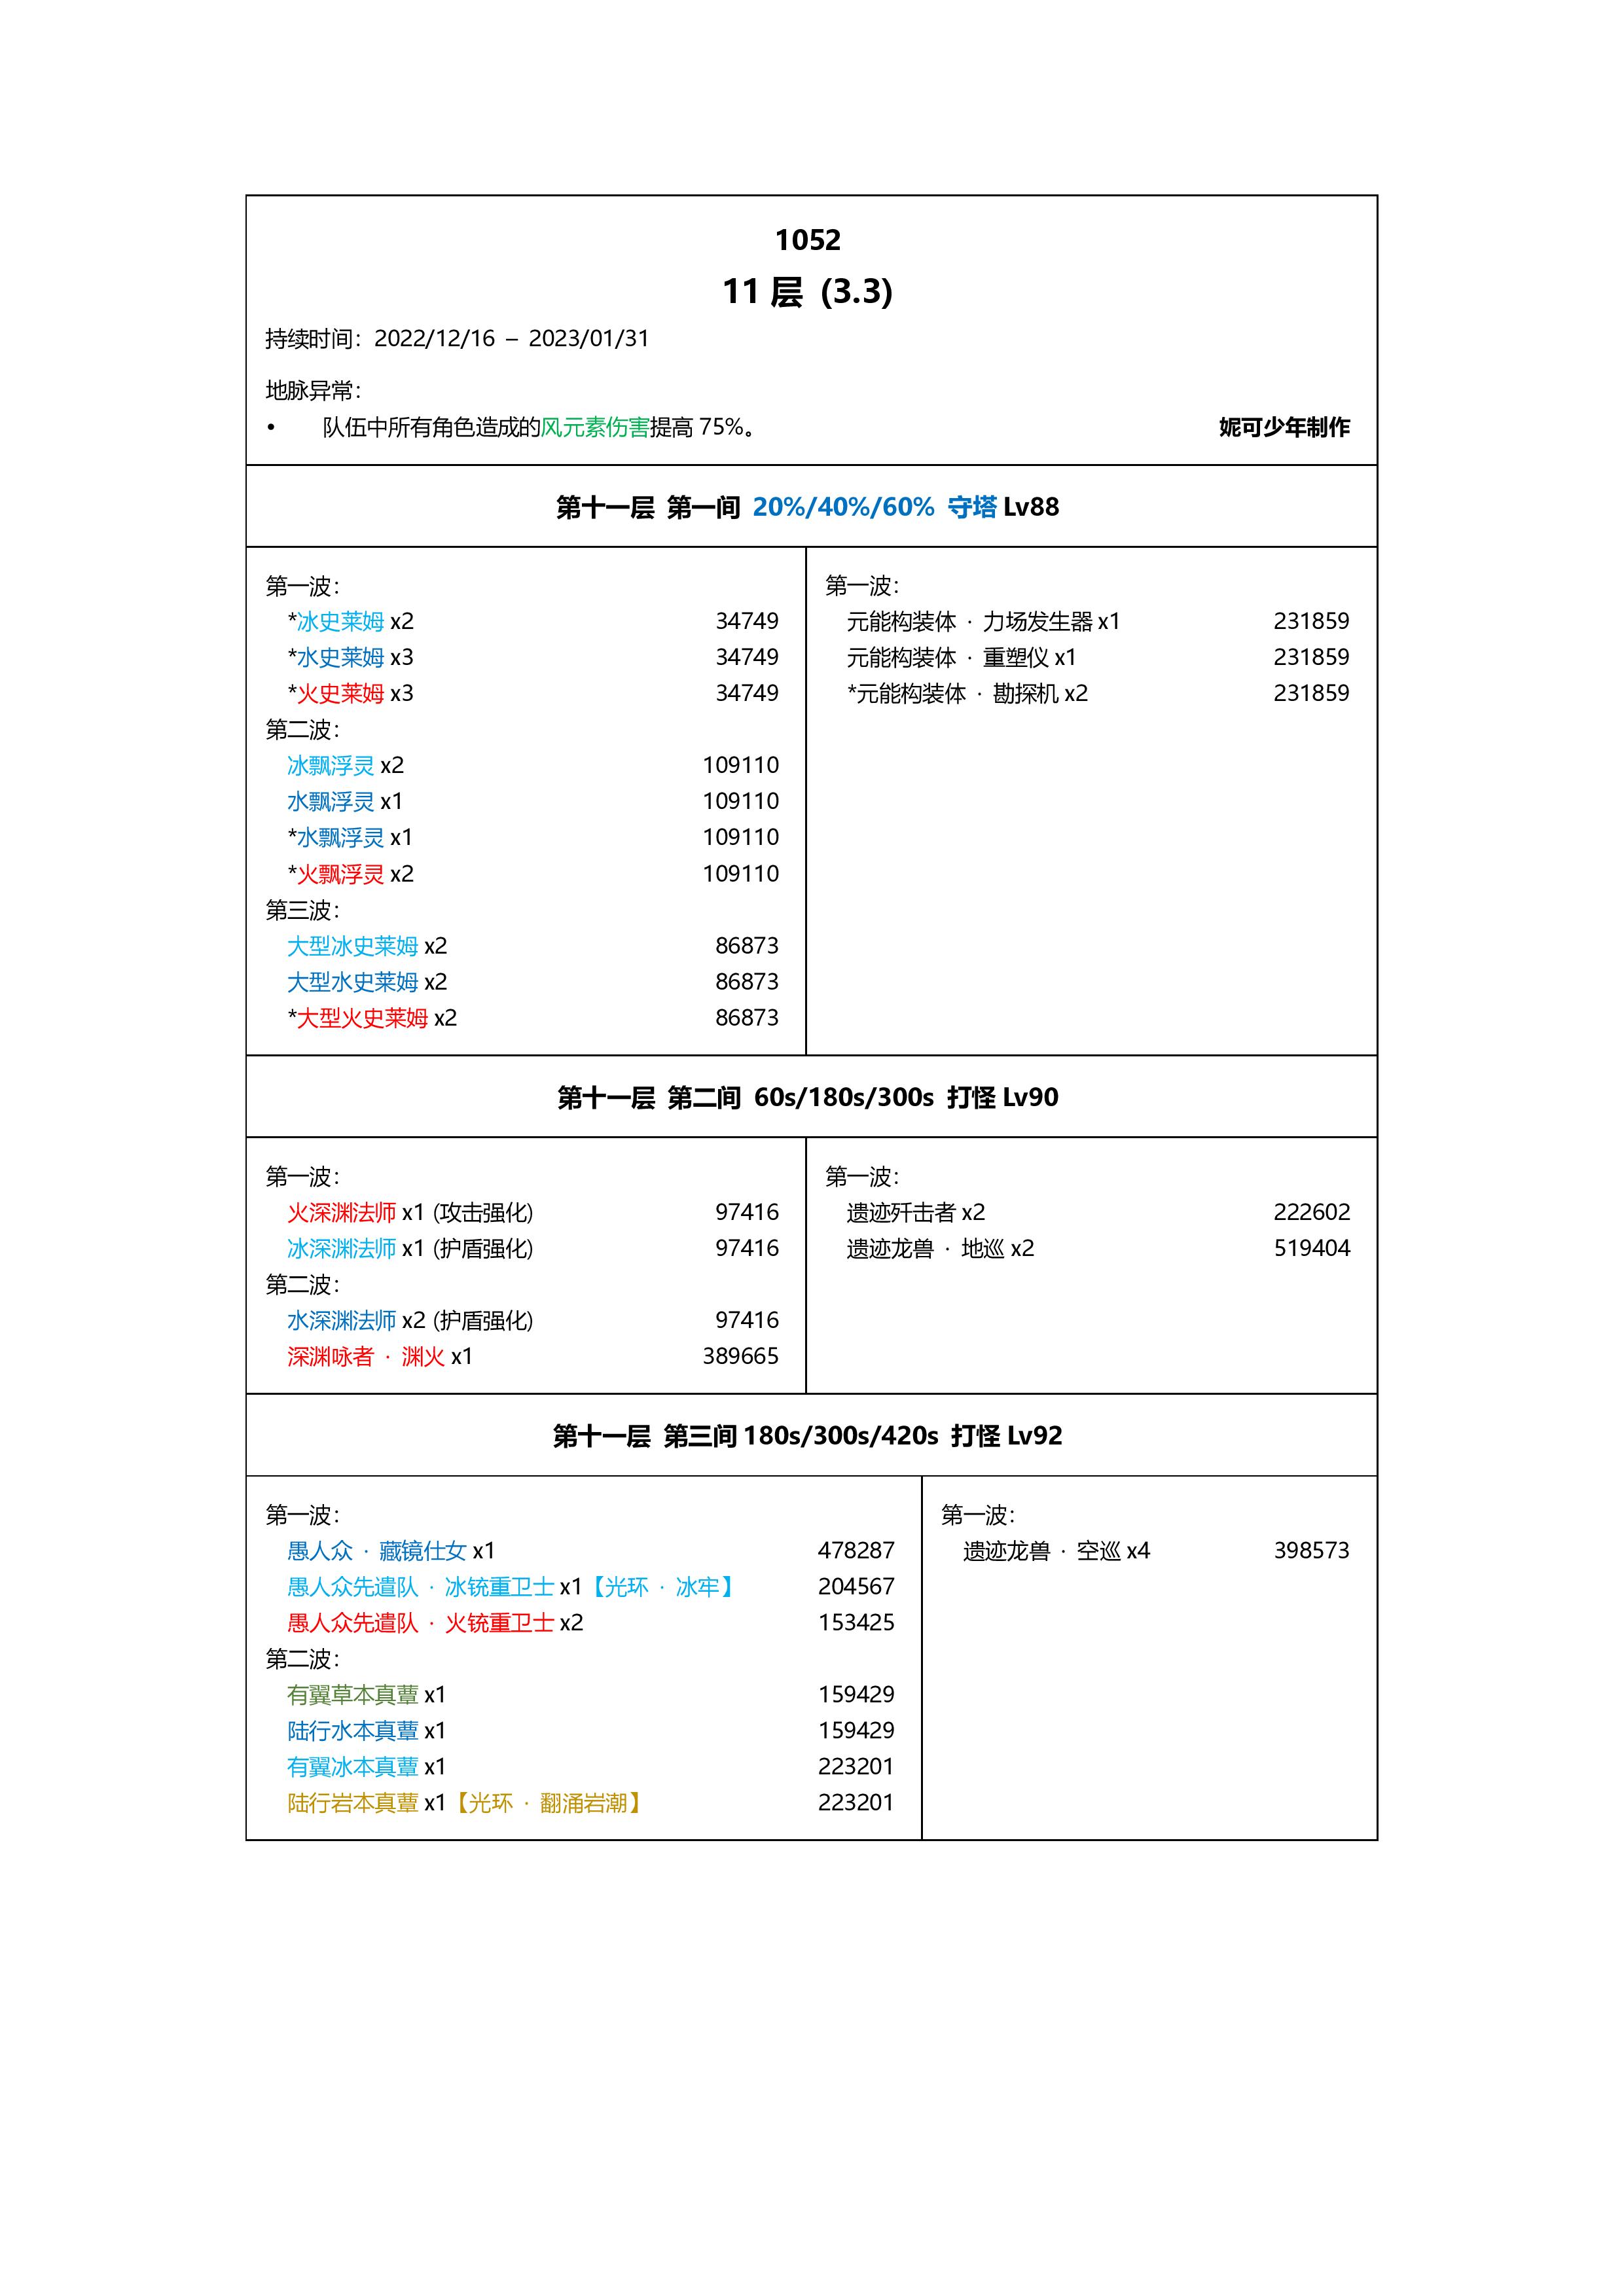 1052
11 层 (3.3)
持续时间：2022/12/16 – 2023/01/31
地脉异常：
• 队伍中所有角色造成的风元素伤害提高 75%。 妮可少年制作
第十一层 第一间 20%/40%/60% 守塔 Lv88
第一波：
*冰史莱姆 x2 34749
*水史莱姆 x3 34749
*火史莱姆 x3 34749
第二波：
冰飘浮灵 x2 109110
水飘浮灵 x1 109110
*水飘浮灵 x1 109110
*火飘浮灵 x2 109110
第三波：
大型冰史莱姆 x2 86873
大型水史莱姆 x2 86873
*大型火史莱姆 x2 86873
第一波：
元能构装体 · 力场发生器 x1 231859
元能构装体 · 重塑仪 x1 231859
*元能构装体 · 勘探机 x2 231859
第十一层 第二间 60s/180s/300s 打怪 Lv90
第一波：
火深渊法师 x1 (攻击强化) 97416
冰深渊法师 x1 (护盾强化) 97416
第二波：
水深渊法师 x2 (护盾强化) 97416
深渊咏者 · 渊火 x1 389665
第一波：
遗迹歼击者 x2 222602
遗迹龙兽 · 地巡 x2 519404
第十一层 第三间 180s/300s/420s 打怪 Lv92
第一波：
愚人众 · 藏镜仕女 x1 478287
愚人众先遣队 · 冰铳重卫士 x1【光环 · 冰牢】 204567
愚人众先遣队 · 火铳重卫士 x2 153425
第二波：
有翼草本真蕈 x1 159429
陆行水本真蕈 x1 159429
有翼冰本真蕈 x1 223201
陆行岩本真蕈 x1【光环 · 翻涌岩潮】 223201
第一波：
遗迹龙兽 · 空巡 x4 398573